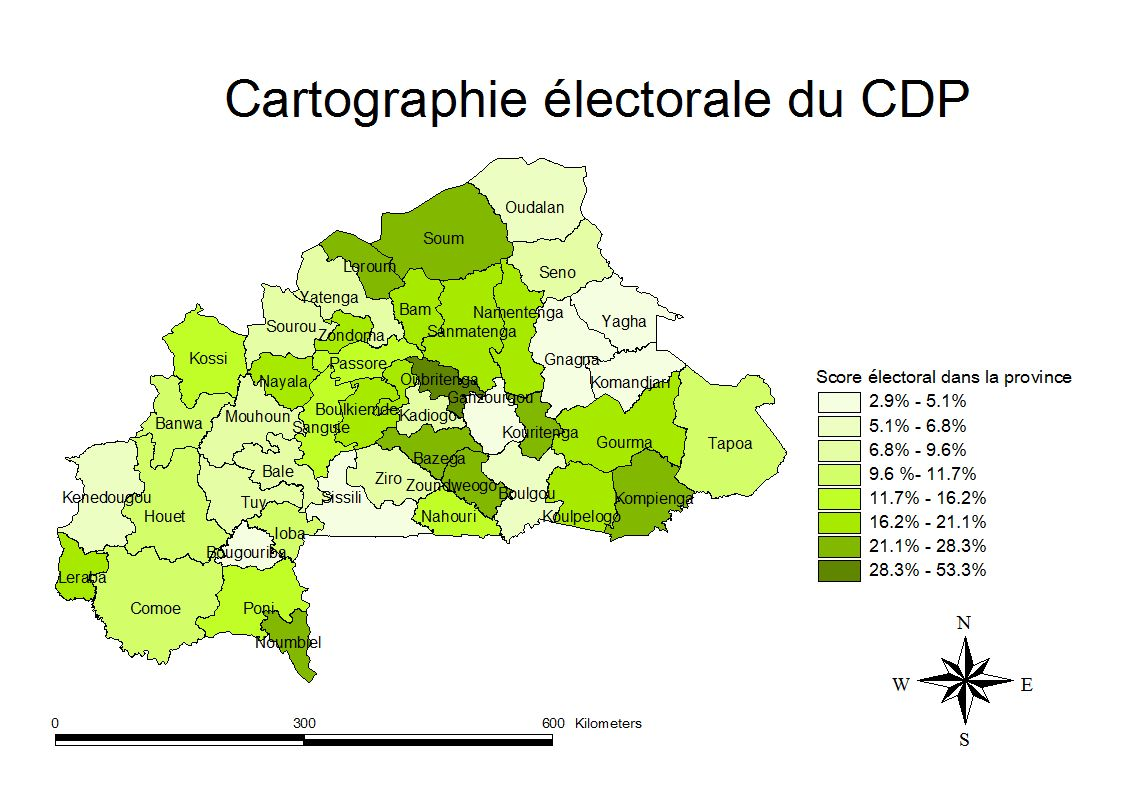 Cartographie électorale du CDP
Oudalan
Soum
Loroum
Seno
Yatenga
Bam
Namentenga
Yagha
Sourou
Zondoma
Sanmatenga
Kossi
Passore
Gnagna
Nayala
Oubritenga
Komandjari
Ganzourgou
Banwa
Mouhoun
Boulkiemde
Kadiogo
Sanguie
Kouritenga
Gourma
Tapoa
Bazega
Bale
Ziro
Zoundweogo
Boulgou
Kenedougou
Tuy
Sissili
Kompienga
Houet
Nahouri
Koulpelogo
Ioba
Bougouriba
Leraba
Comoe
Poni
Noumbiel
Score électoral dans la province
2.9% - 5.1%
5.1% - 6.8%
6.8% - 9.6%
9.6 %- 11.7%
11.7% - 16.2%
16.2% - 21.1%
21.1% - 28.3%
28.3% - 53.3%
N
W E
S
0 300 600 Kilometers